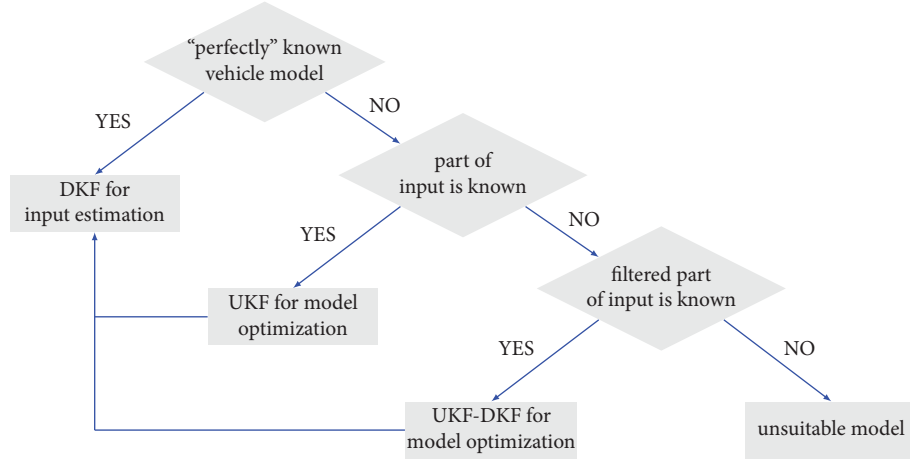 “perfectly” known
vehicle model
YES
NO
DKF for
input estimation
part of
input is known
YES
NO
UKF for model
optimization
filtered part
of input is known
YES
NO
UKF-DKF for
model optimization
unsuitable model